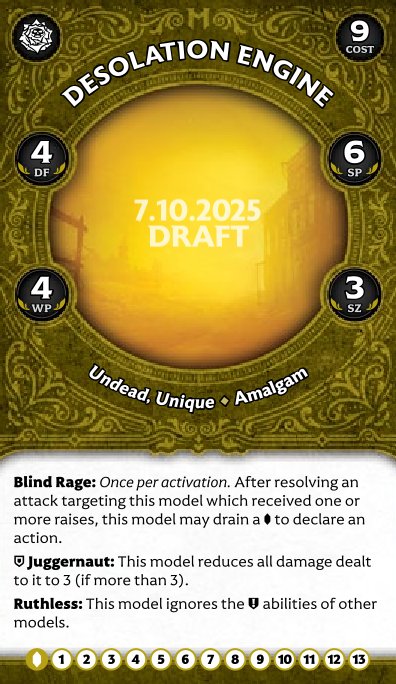 9
COST
DESOLATION ENGINE
4
DF
6
SP
7.10.2025
DRAFT
4
WP
3
SZ
Undead, Unique ⬥ Amalgam
Blind Rage: Once per activation. After resolving an
attack targeting this model which received one or
more raises, this model may drain a to declare an
action.
Juggernaut: This model reduces all damage dealt
to it to 3 (if more than 3).
Ruthless: This model ignores the abilities of other
models.
1 2 3 4 5 6 7 8 9 10 11 12 13